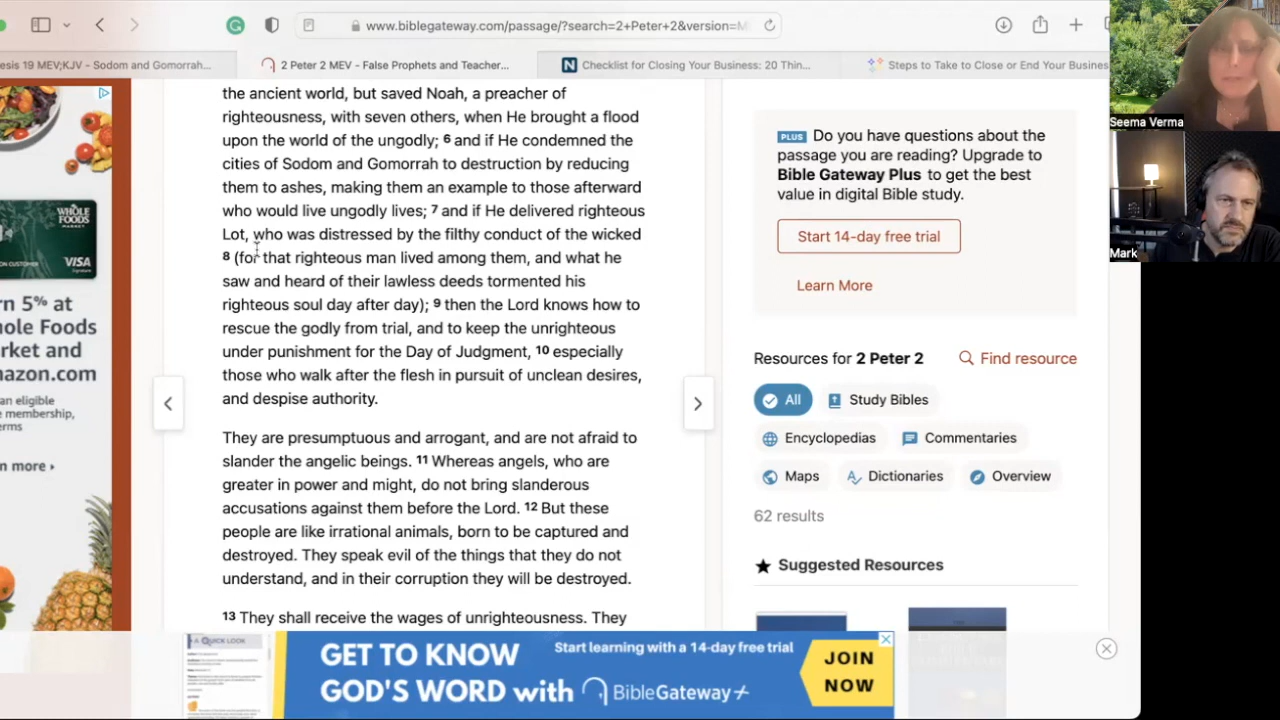 www.biblegateway.com/passage/?search=2+Peter+2&version=M
esis 19 MEV;KJV - Sodom and Gomorrah...
2 Peter 2 MEV - False Prophets and Teacher...
Checklist for Closing Your Business: 20 Thin...
Steps to Take to Close or End Your Busines
the ancient world, but saved Noah, a preacher of
righteousness, with seven others, when He brought a flood
upon the world of the ungodly; 6 and if He condemned the
cities of Sodom and Gomorrah to destruction by reducing
them to ashes, making them an example to those afterward
who would live ungodly lives; 7 and if He delivered righteous
Lot, who was distressed by the filthy conduct of the wicked
8 (for that righteous man lived among them, and what he
saw and heard of their lawless deeds tormented his
righteous soul day after day); 9 then the Lord knows how to
rescue the godly from trial, and to keep the unrighteous
under punishment for the Day of Judgment, 10 especially
those who walk after the flesh in pursuit of unclean desires,
and despise authority.
They are presumptuous and arrogant, and are not afraid to
slander the angelic beings. 11 Whereas angels, who are
greater in power and might, do not bring slanderous
accusations against them before the Lord. 12 But these
people are like irrational animals, born to be captured and
destroyed. They speak evil of the things that they do not
understand, and in their corruption they will be destroyed.
13 They shall receive the wages of unrighteousness. They
WHOLE
FOODS
MARKET
CUSTOMER
VISA
Signature
rn 5% at
ole Foods
rket and
mazon.com
an eligible
membership,
erms
n more
PLUS Do you have questions about the
passage you are reading? Upgrade to
Bible Gateway Plus to get the best
value in digital Bible study.
Start 14-day free trial
Learn More
Resources for 2 Peter 2
Find resource
All
Study Bibles
Encyclopedias
Commentaries
Maps
Dictionaries
Overview
62 results
Suggested Resources
A QUICK LOOK
GET TO KNOW
GOD'S WORD with
Start learning with a 14-day free trial
BibleGateway+
JOIN
NOW
Seema Verma
Mark